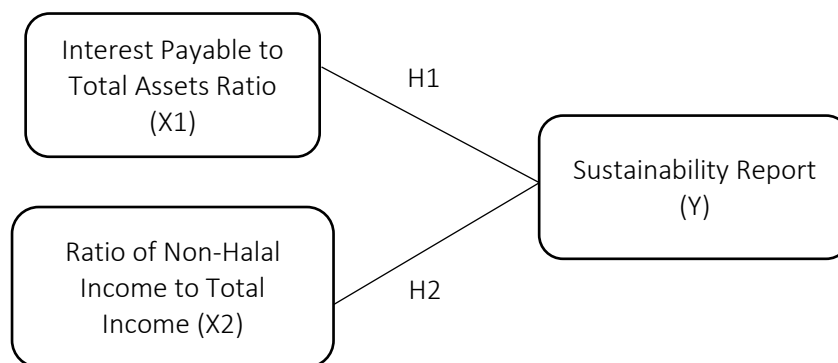 Interest Payable to
Total Assets Ratio
(X1)
H1
Sustainability Report
(Y)
Ratio of Non-Halal
Income to Total
Income (X2)
H2